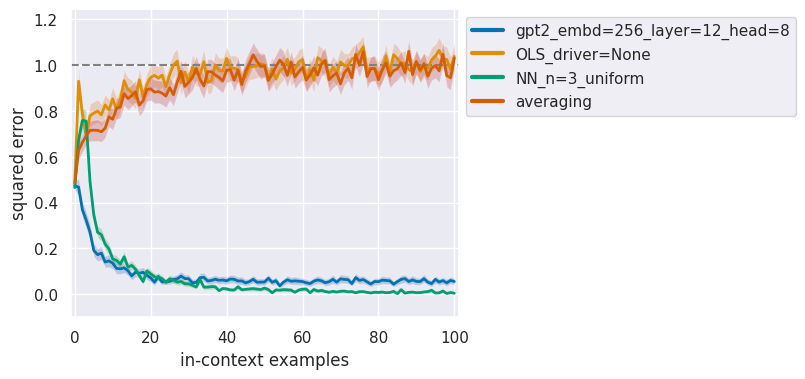 1.2
1.0
0.8
0.6
0.4
0.2
0.0
squared error
0 20 40 60 80 100
in-context examples
gpt2_embd=256_layer=12_head=8
OLS_driver=None
NN_n=3_uniform
averaging